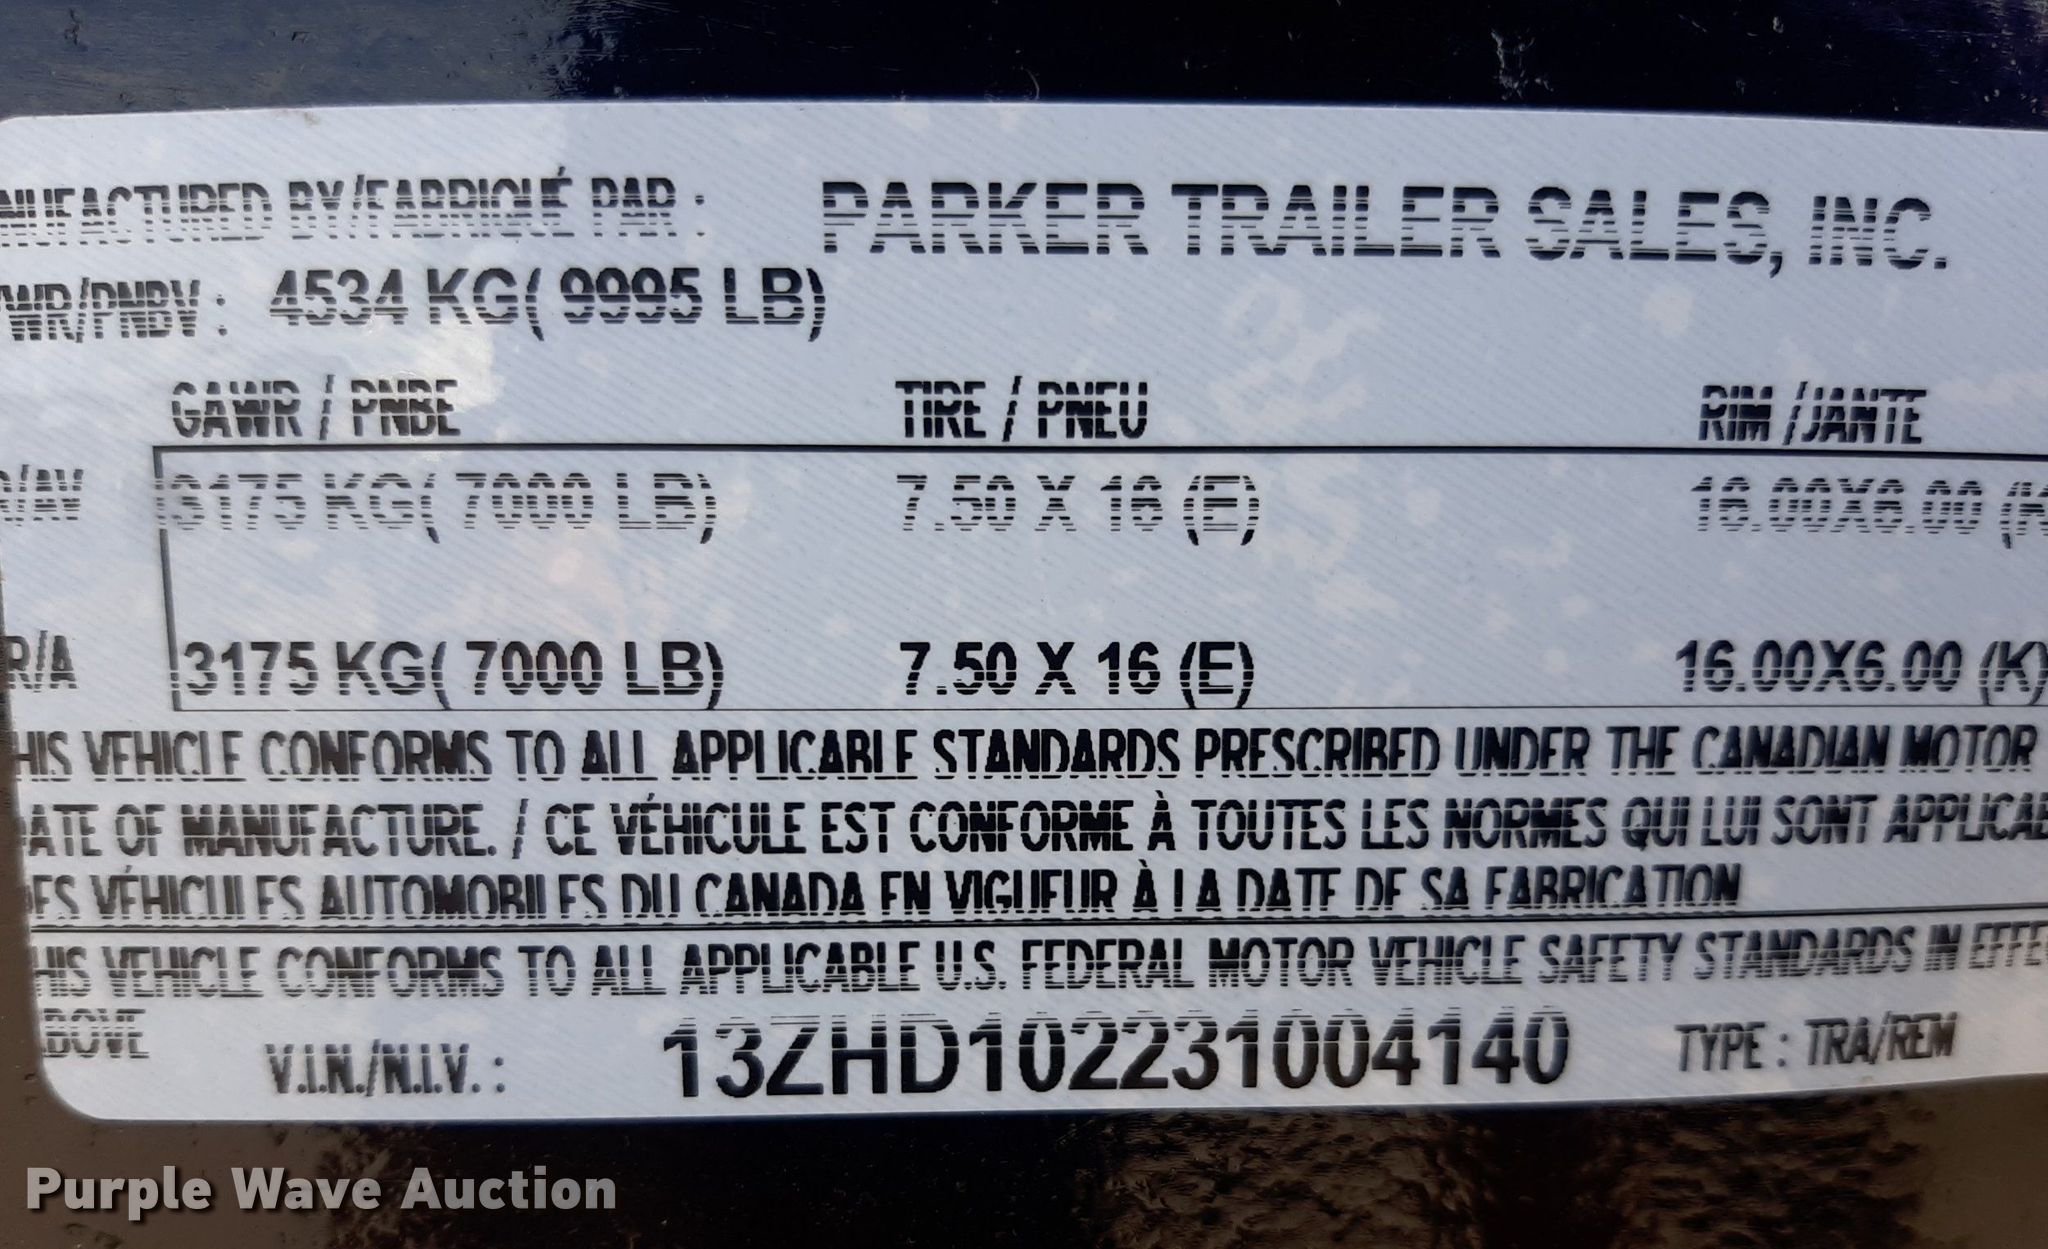 NUFACTURED BY/FABRIQUÉ PAR : PARKER TRAILER SALES, INC.
WR/PNBV : 4534 KG( 9995 LB)
GAWR / PNBE TIRE / PNEU RIM /JANTE
/AV 3175 KG( 7000 LB) 7.50 X 16 (E) 16.00X6.00 (K
R/A 3175 KG( 7000 LB) 7.50 X 16 (E) 16.00X6.00 (K)
HIS VEHICLE CONFORMS TO ALL APPLICABLE STANDARDS PRESCRIBED UNDER THE CANADIAN MOTOR
ATE OF MANUFACTURE. / CE VÉHICULE EST CONFORME À TOUTES LES NORMES QUI LUI SONT APPLICAB
DES VÉHICULES AUTOMOBILES DU CANADA EN VIGUEUR À LA DATE DE SA FABRICATION
HIS VEHICLE CONFORMS TO ALL APPLICABLE U.S. FEDERAL MOTOR VEHICLE SAFETY STANDARDS IN EFFE
BOVE
V.I.N./N.I.V. : 13ZHD102231004140 TYPE : TRA/REM
Purple Wave Auction